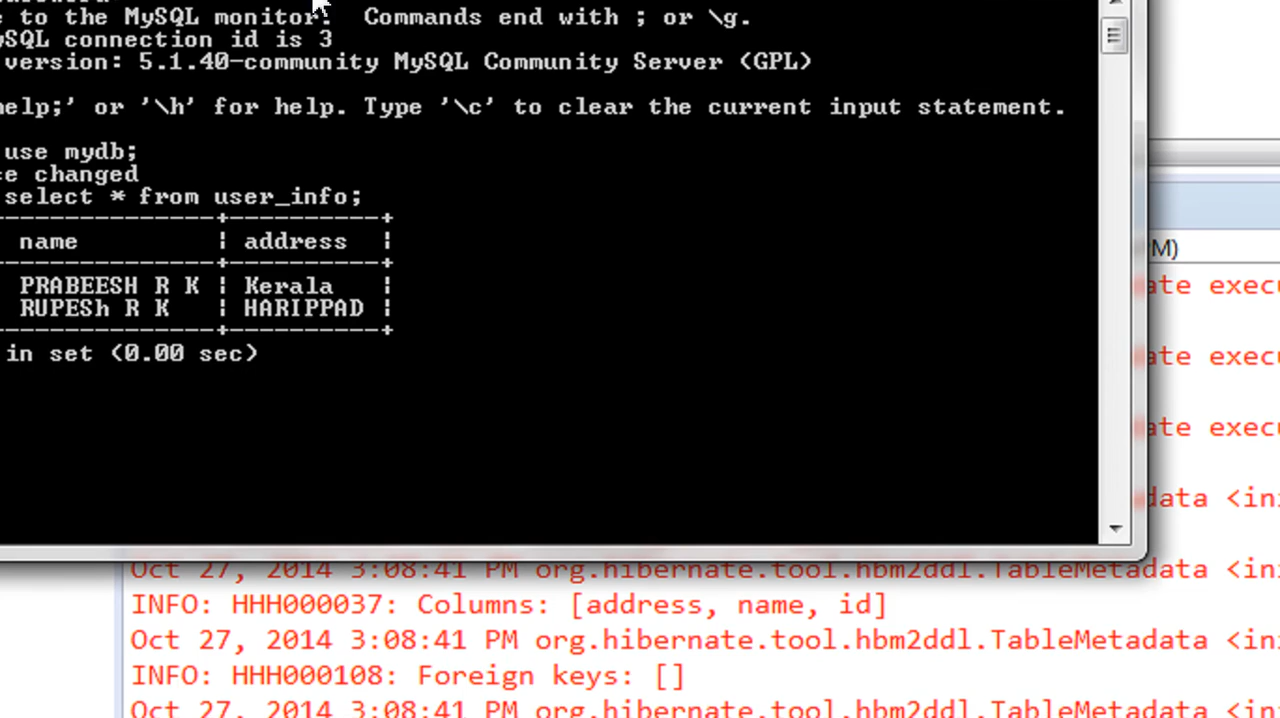 e to the MySQL monitor. Commands end with ; or \g.
ySQL connection id is 3
version: 5.1.40-community MySQL Community Server (GPL)
help;' or '\h' for help. Type '\c' to clear the current input statement.
use mydb;
e changed
select * from user_info;
name | address |
PRABEESH R K | Kerala |
RUPESh R K | HARIPPAD |
in set (0.00 sec)
M)
ate execu
ate execu
ate execu
data <in
Oct 27, 2014 3:08:41 PM org.hibernate.tool.hbm2ddl.TableMetadata <in
INFO: HHH000037: Columns: [address, name, id]
Oct 27, 2014 3:08:41 PM org.hibernate.tool.hbm2ddl.TableMetadata <in
INFO: HHH000108: Foreign keys: []
Oct 27, 2014 3:08:41 PM org.hibernate.tool.hbm2ddl.TableMetadata <in